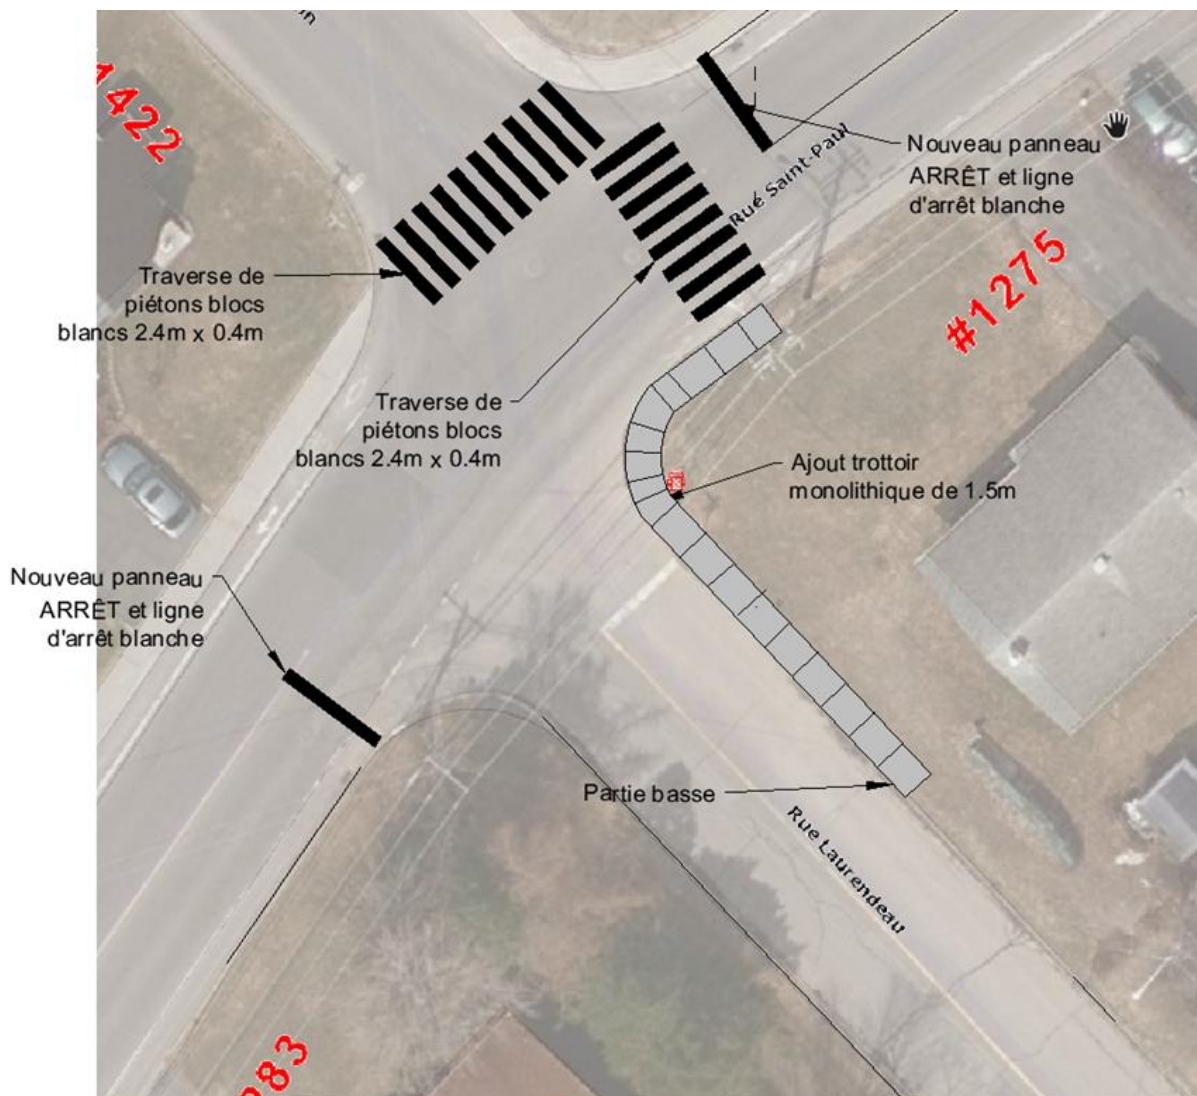 1422
Nouveau panneau
ARRÊT et ligne
d'arrêt blanche
Rue Saint-Paul
#1275
Traverse de
piétons blocs
blancs 2.4m x 0.4m
Traverse de
piétons blocs
blancs 2.4m x 0.4m
Ajout trottoir
monolithique de 1.5m
Nouveau panneau
ARRÊT et ligne
d'arrêt blanche
Partie basse
Rue Laurendeau